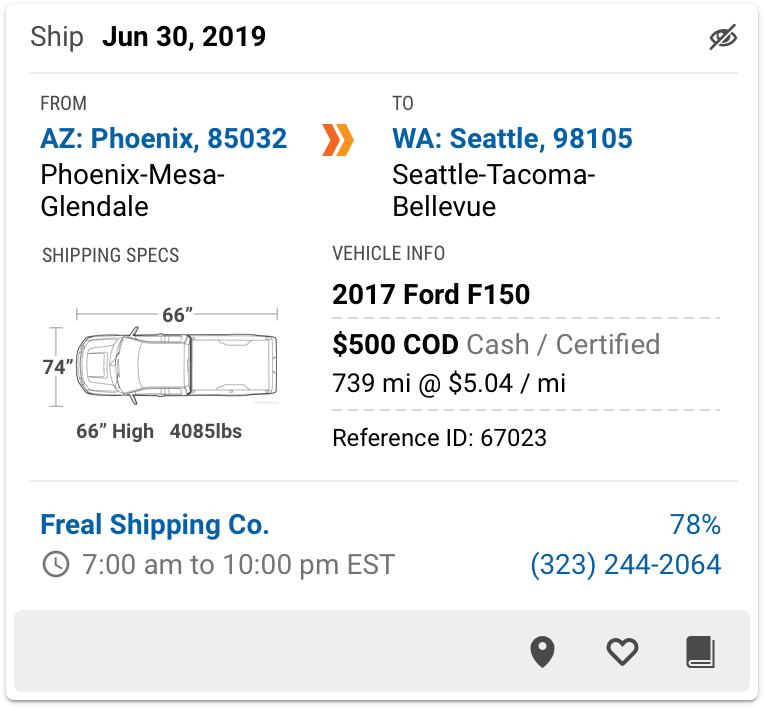 Ship Jun 30, 2019
FROM
AZ: Phoenix, 85032
Phoenix-Mesa-
Glendale
TO
WA: Seattle, 98105
Seattle-Tacoma-
Bellevue
SHIPPING SPECS
66”
74”
66” High 4085lbs
VEHICLE INFO
2017 Ford F150
$500 COD Cash / Certified
739 mi @ $5.04 / mi
Reference ID: 67023
Freal Shipping Co.
78%
7:00 am to 10:00 pm EST
(323) 244-2064